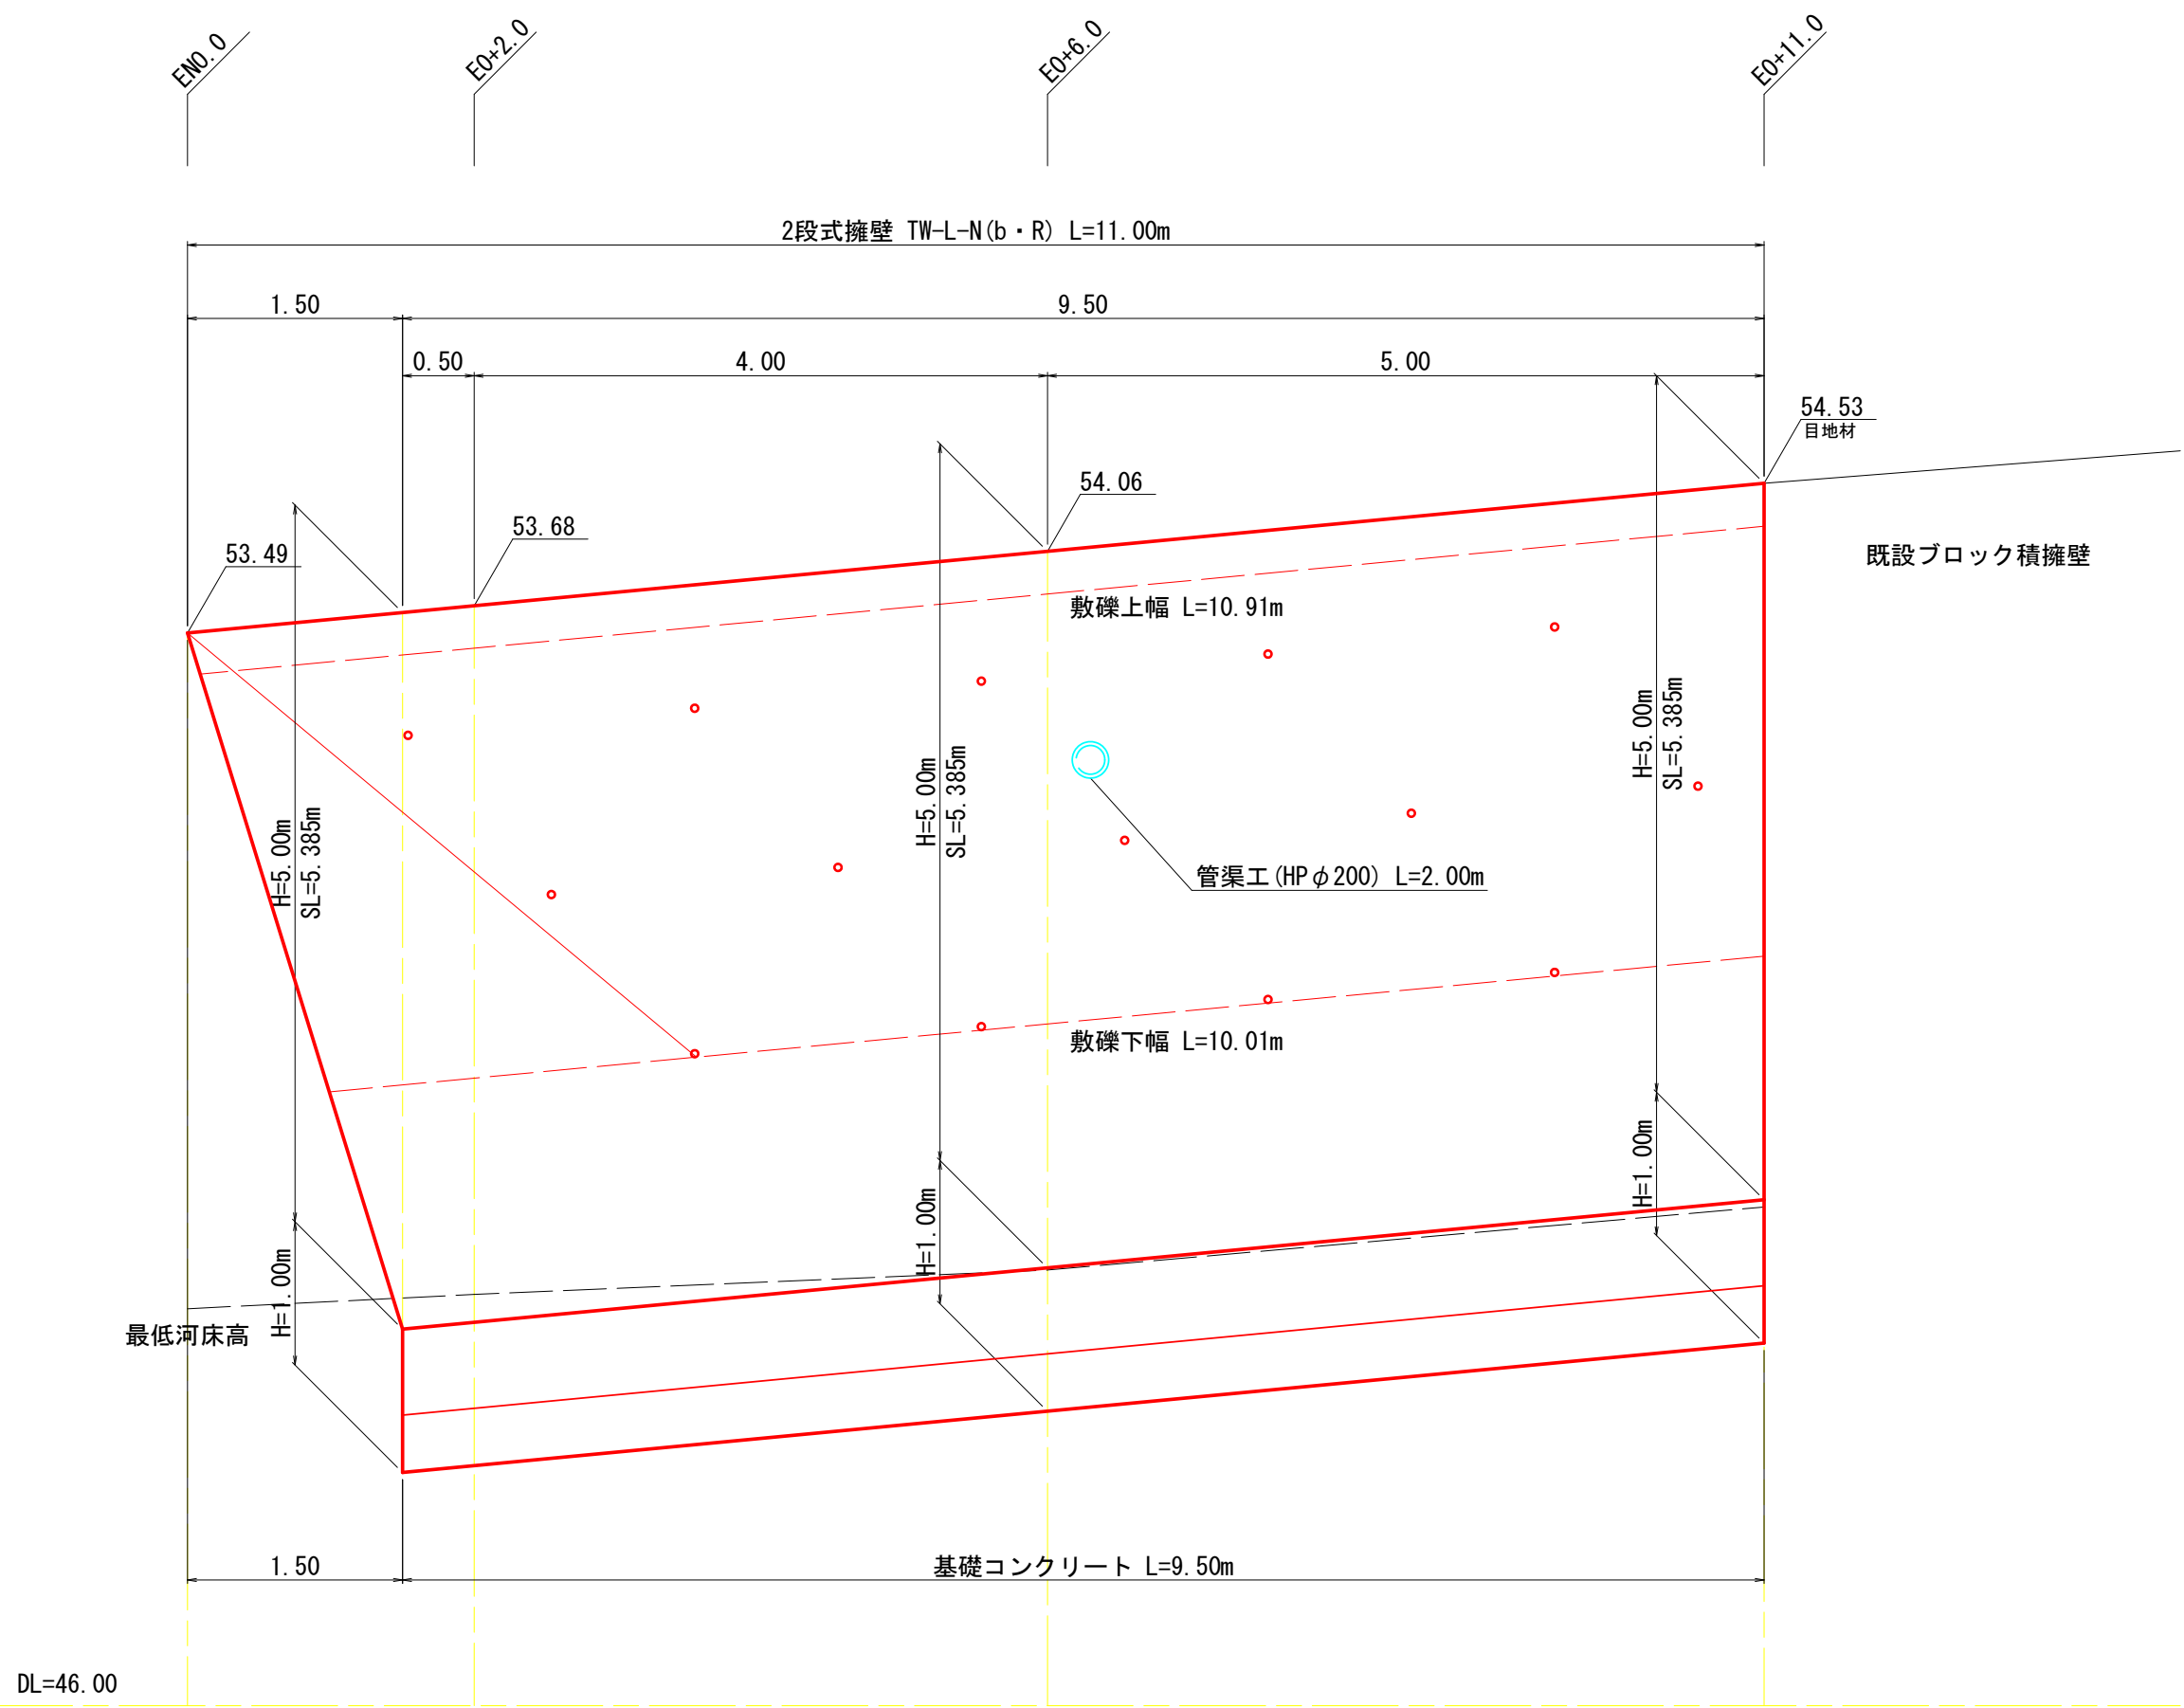 EN0.0
E0+2.0
E0+6.0
E0+11.0
2段式擁壁 TW-L-N(b・R) L=11.00m
1.50
9.50
0.50
4.00
5.00
54.53
目地材
54.06
53.68
53.49
既設ブロック積擁壁
敷礫上幅 L=10.91m
H=5.00m
SL=5.385m
H=5.00m
SL=5.385m
H=5.00m
SL=5.385m
管渠工(HPφ200) L=2.00m
敷礫下幅 L=10.01m
H=1.00m
H=1.00m
H=1.00m
最低河床高
1.50
基礎コンクリート L=9.50m
DL=46.00